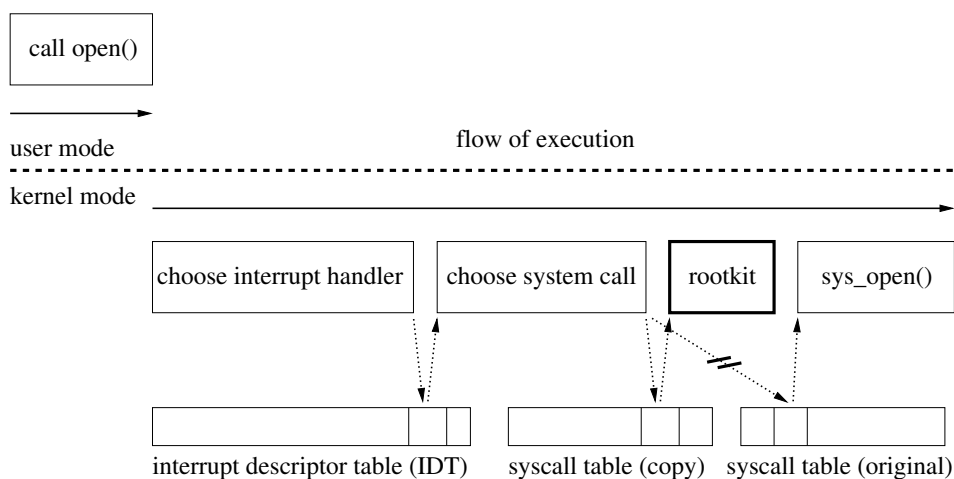 call open()
flow of execution
user mode
kernel mode
choose interrupt handler
choose system call
rootkit
sys_open()
interrupt descriptor table (IDT)
syscall table (copy)
syscall table (original)